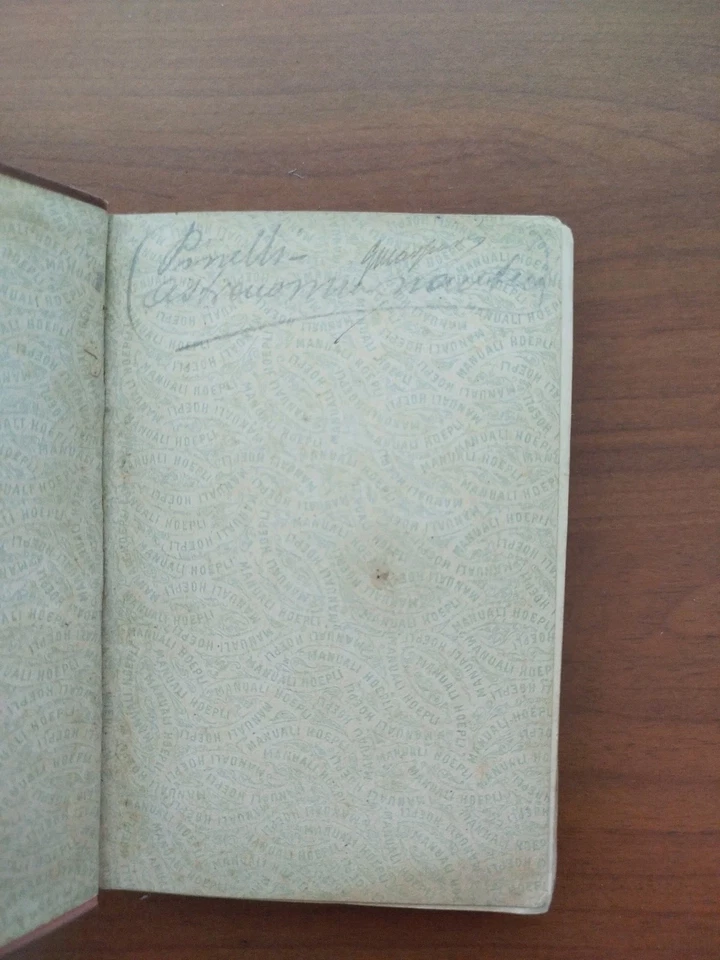 (Pinelli-
astronomia nautica)
MANUALI HOEPLI